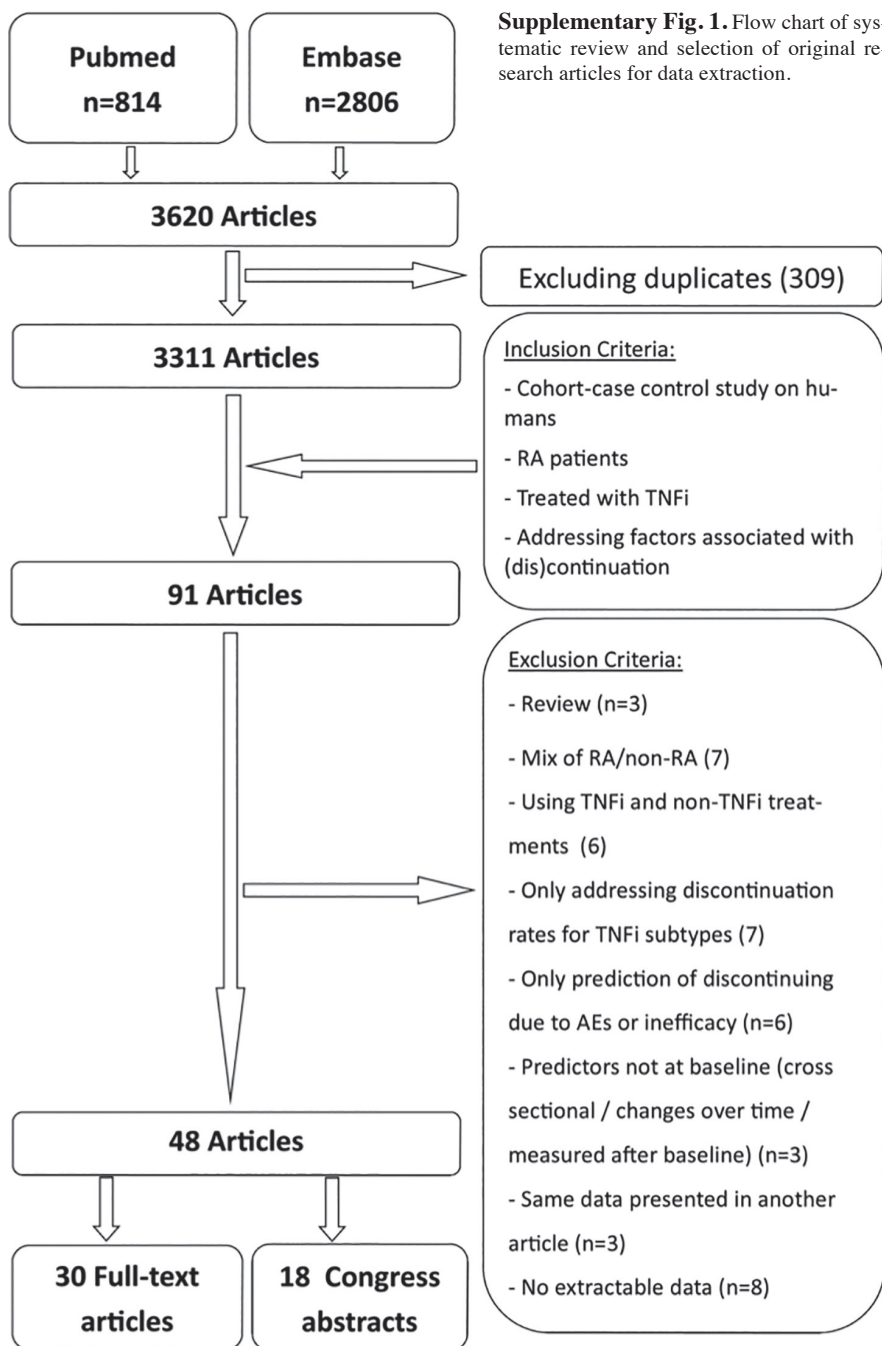 Supplementary Fig. 1. Flow chart of sys-
tematic review and selection of original re-
search articles for data extraction.
Pubmed
n=814
Embase
n=2806
3620 Articles
Excluding duplicates (309)
3311 Articles
Inclusion Criteria:
- Cohort-case control study on hu-
mans
- RA patients
- Treated with TNFi
- Addressing factors associated with
(dis)continuation
91 Articles
Exclusion Criteria:
- Review (n=3)
- Mix of RA/non-RA (7)
- Using TNFi and non-TNFi treat-
ments (6)
- Only addressing discontinuation
rates for TNFi subtypes (7)
- Only prediction of discontinuing
due to AEs or inefficacy (n=6)
- Predictors not at baseline (cross
sectional / changes over time /
measured after baseline) (n=3)
- Same data presented in another
article (n=3)
- No extractable data (n=8)
48 Articles
30 Full-text
articles
18 Congress
abstracts